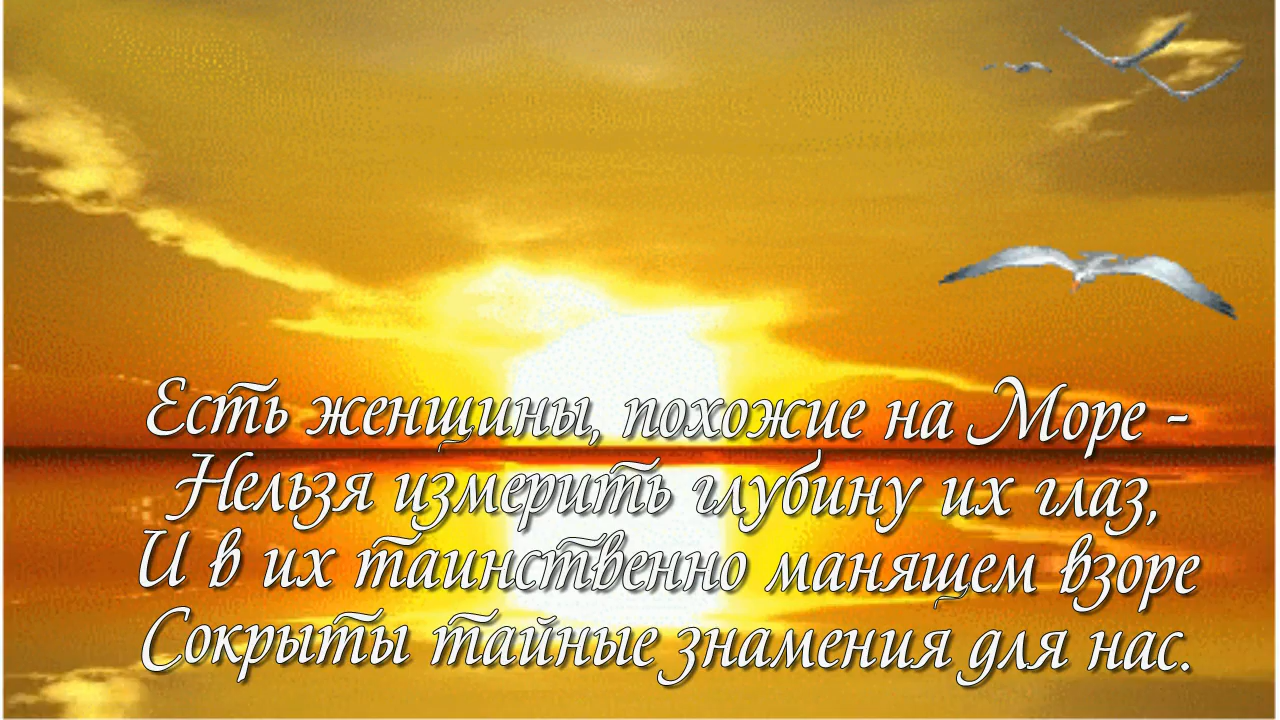 Есть женщины, похожие на Море -
Нельзя измерить глубину их глаз,
И в их таинственно манящем взоре
Сокрыты тайные знамения для нас.